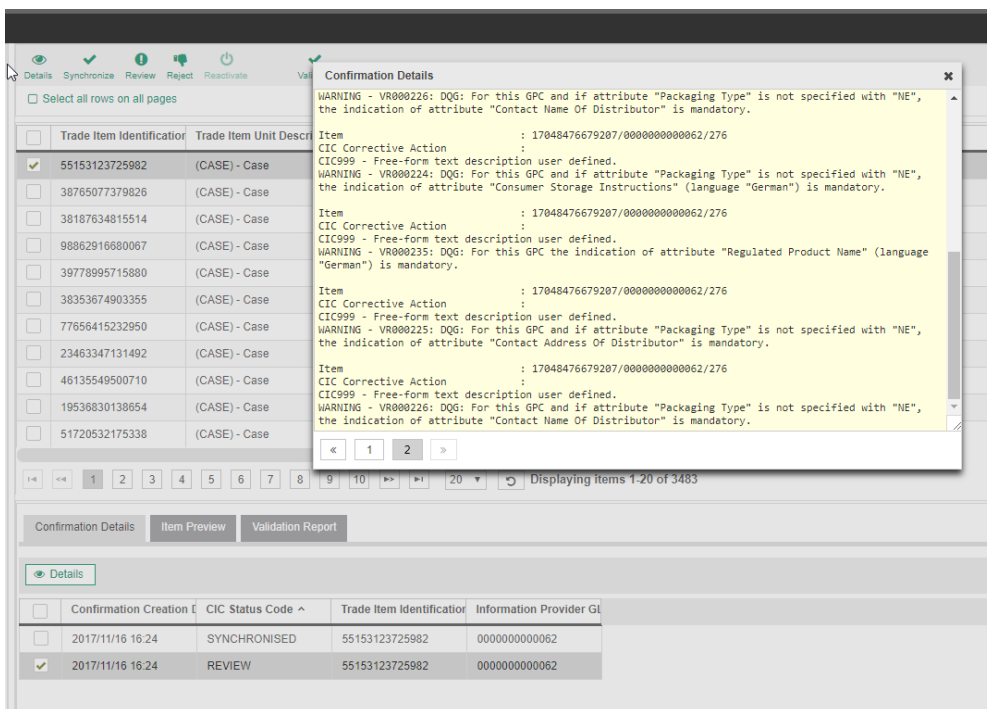 Details Synchronize Review Reject Reactivate
Select all rows on all pages
Trade Item Identification Trade Item Unit
55153123725982 (CASE) - Case
38765077379826 (CASE) - Case
38187634815514 (CASE) - Case
98862916680067 (CASE) - Case
39778995715880 (CASE) - Case
38353674903355 (CASE) - Case
77656415232950 (CASE) - Case
23463347131492 (CASE) - Case
46135549500710 (CASE) - Case
19536830138654 (CASE) - Case
51720532175338 (CASE) - Case
Confirmation Details
WARNING - VR000226: DQG: For this GPC and if attribute "Packaging Type" is not specified with "NE",
the indication of attribute "Contact Name Of Distributor" is mandatory.
Item : 17048476679207/0000000000062/276
CIC Corrective Action :
CIC999 - Free-form text description user defined.
WARNING - VR000224: DQG: For this GPC and if attribute "Packaging Type" is not specified with "NE",
the indication of attribute "Consumer Storage Instructions" (language "German") is mandatory.
Item : 17048476679207/0000000000062/276
CIC Corrective Action :
CIC999 - Free-form text description user defined.
WARNING - VR000235: DQG: For this GPC the indication of attribute "Regulated Product Name" (language
"German") is mandatory.
Item : 17048476679207/0000000000062/276
CIC Corrective Action :
CIC999 - Free-form text description user defined.
WARNING - VR000225: DQG: For this GPC and if attribute "Packaging Type" is not specified with "NE",
the indication of attribute "Contact Address Of Distributor" is mandatory.
Item : 17048476679207/0000000000062/276
CIC Corrective Action :
CIC999 - Free-form text description user defined.
WARNING - VR000226: DQG: For this GPC and if attribute "Packaging Type" is not specified with "NE",
the indication of attribute "Contact Name Of Distributor" is mandatory.
« 1 2 »
1 2 3 4 5 6 7 8 9 10 20 Displaying items 1-20 of 3483
Confirmation Details Item Preview Validation Report
Details
Confirmation Creation CIC Status Code Trade Item Identification Information Provider
2017/11/16 16:24 SYNCHRONISED 55153123725982 0000000000062
2017/11/16 16:24 REVIEW 55153123725982 0000000000062